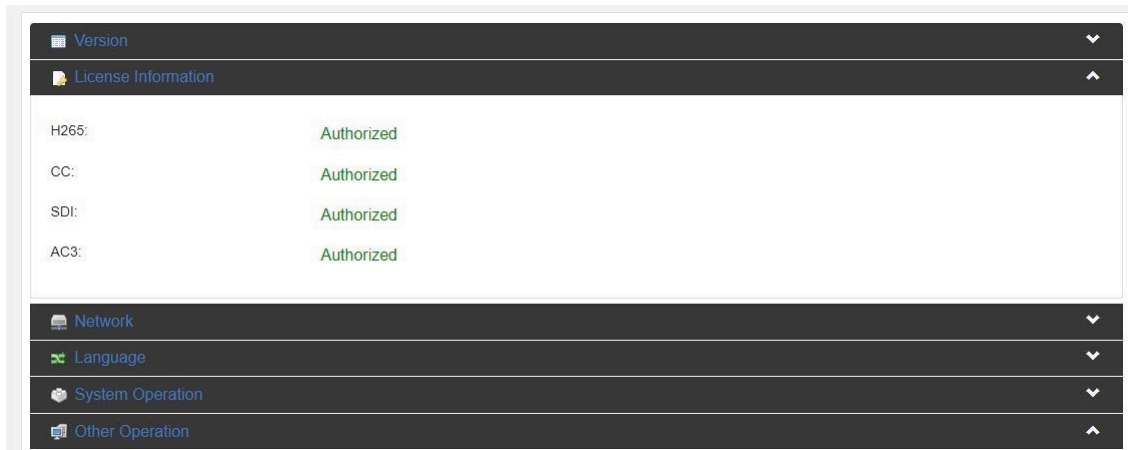 Version
License Information
H265: Authorized
CC: Authorized
SDI: Authorized
AC3: Authorized
Network
Language
System Operation
Other Operation